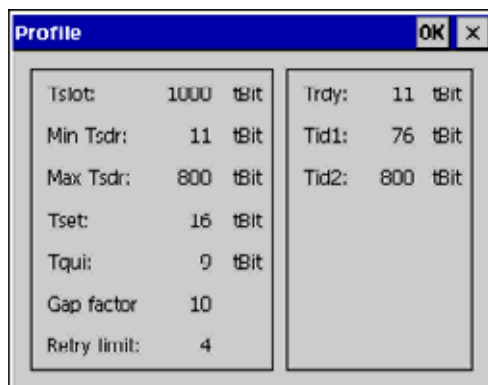 Profile OK ×
Tslot: 1000 tBit
Min Tsdr: 11 tBit
Max Tsdr: 800 tBit
Tset: 16 tBit
Tqui: 9 tBit
Gap factor 10
Retry limit: 4
Trdy: 11 tBit
Tid1: 76 tBit
Tid2: 800 tBit